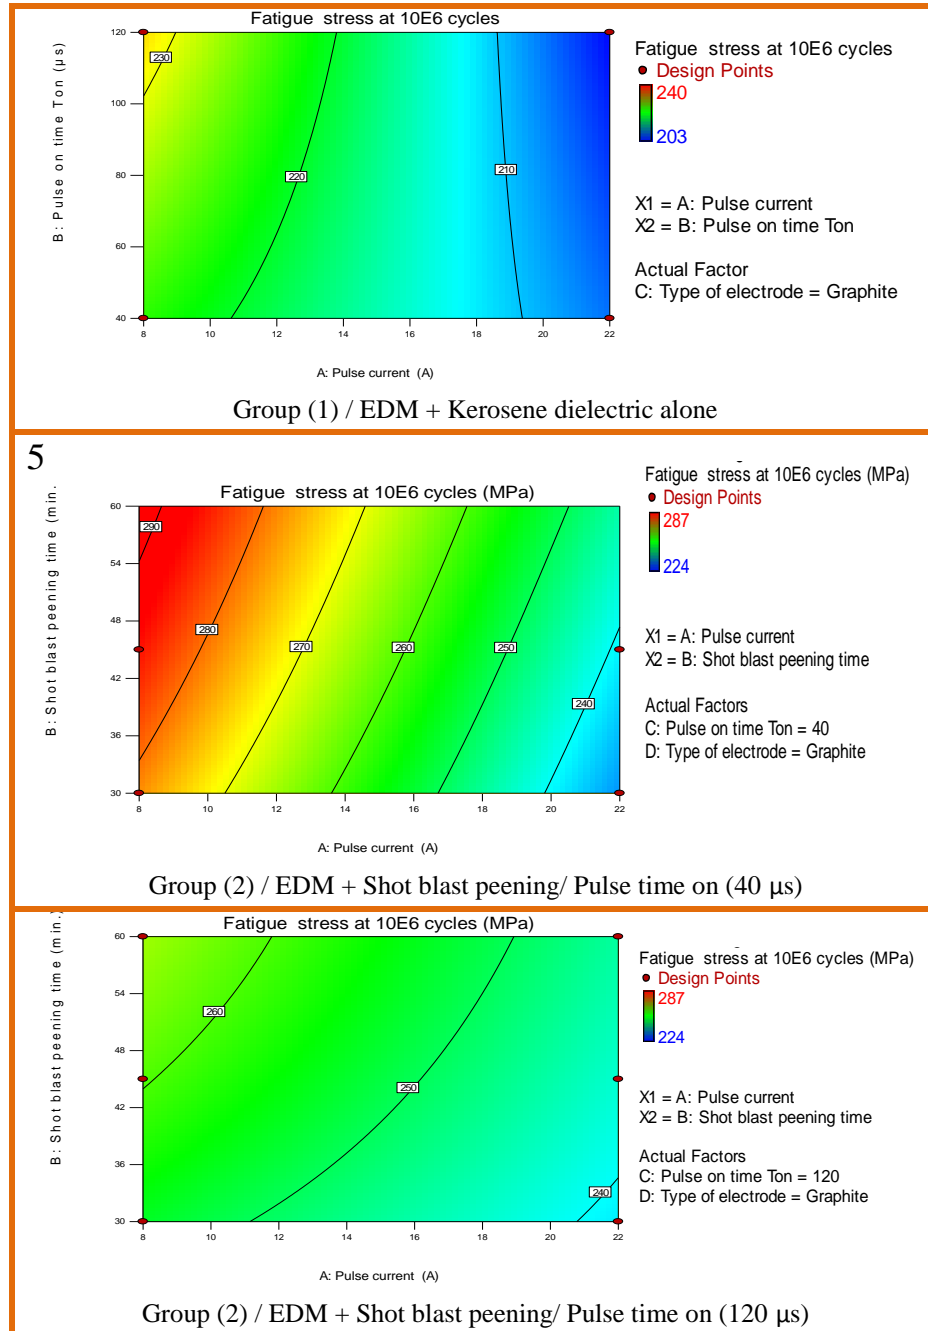 Fatigue stress at 10E6 cycles
B: Pulse on time Ton (µs)
120
100
80
60
40
230
220
210
8 10 12 14 16 18 20 22
A: Pulse current (A)
Fatigue stress at 10E6 cycles
Design Points
240
203
X1 = A: Pulse current
X2 = B: Pulse on time Ton
Actual Factor
C: Type of electrode = Graphite
Group (1) / EDM + Kerosene dielectric alone
5
Fatigue stress at 10E6 cycles (MPa)
B: Shot blast peening time (min.
60
54
48
42
36
30
290
280
270
260
250
240
8 10 12 14 16 18 20 22
A: Pulse current (A)
Fatigue stress at 10E6 cycles (MPa)
Design Points
287
224
X1 = A: Pulse current
X2 = B: Shot blast peening time
Actual Factors
C: Pulse on time Ton = 40
D: Type of electrode = Graphite
Group (2) / EDM + Shot blast peening/ Pulse time on (40 µs)
Fatigue stress at 10E6 cycles (MPa)
B: Shot blast peening time (min.)
60
54
48
42
36
30
260
250
240
8 10 12 14 16 18 20 22
A: Pulse current (A)
Fatigue stress at 10E6 cycles (MPa)
Design Points
287
224
X1 = A: Pulse current
X2 = B: Shot blast peening time
Actual Factors
C: Pulse on time Ton = 120
D: Type of electrode = Graphite
Group (2) / EDM + Shot blast peening/ Pulse time on (120 µs)